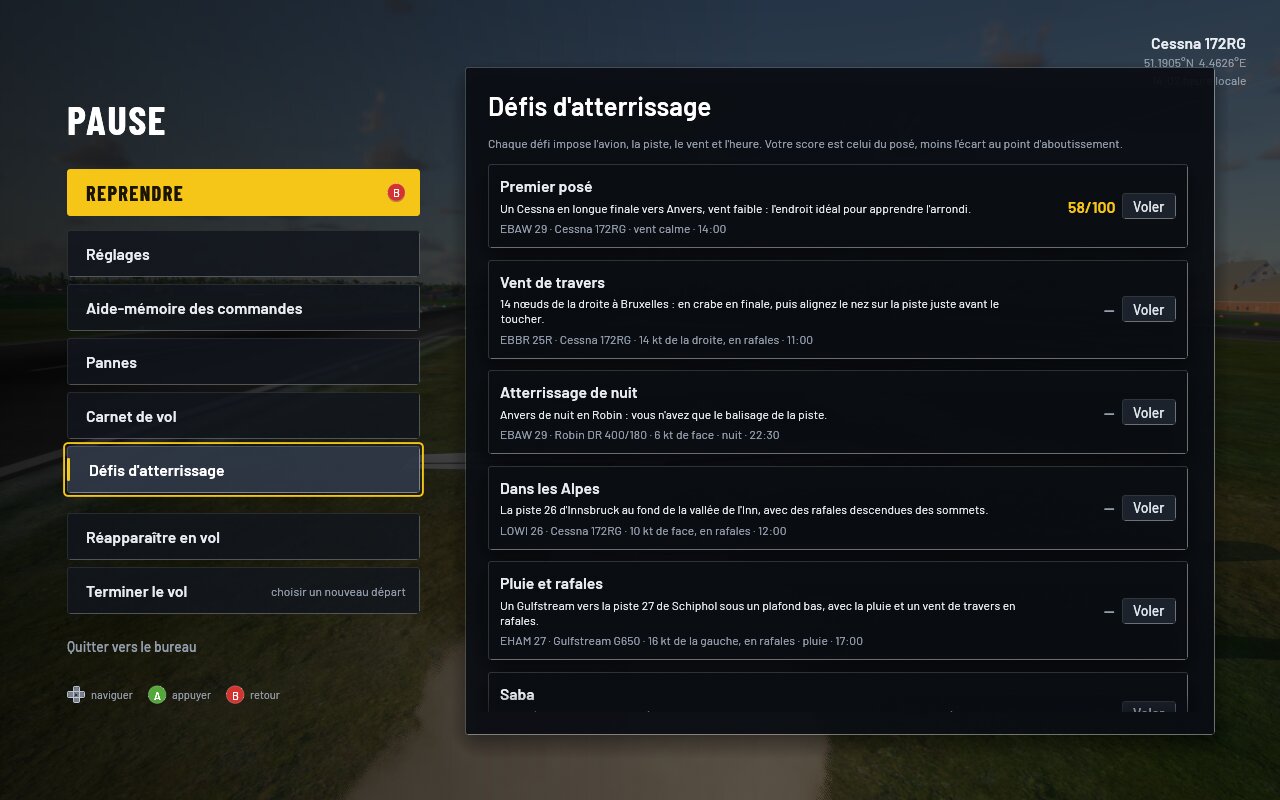 Cessna 172RG
51.1905°N 4.4626°E
locale
PAUSE
REPRENDRE B
Réglages
Aide-mémoire des commandes
Pannes
Carnet de vol
Défis d'atterrissage
Réapparaître en vol
Terminer le vol choisir un nouveau départ
Quitter vers le bureau
naviguer A appuyer B retour
Défis d'atterrissage
Chaque défi impose l'avion, la piste, le vent et l'heure. Votre score est celui du posé, moins l'écart au point d'aboutissement.
Premier posé
Un Cessna en longue finale vers Anvers, vent faible : l'endroit idéal pour apprendre l'arrondi.
EBAW 29 · Cessna 172RG · vent calme · 14:00
58/100 Voler
Vent de travers
14 nœuds de la droite à Bruxelles : en crabe en finale, puis alignez le nez sur la piste juste avant le
toucher.
EBBR 25R · Cessna 172RG · 14 kt de la droite, en rafales · 11:00
– Voler
Atterrissage de nuit
Anvers de nuit en Robin : vous n'avez que le balisage de la piste.
EBAW 29 · Robin DR 400/180 · 6 kt de face · nuit · 22:30
– Voler
Dans les Alpes
La piste 26 d'Innsbruck au fond de la vallée de l'Inn, avec des rafales descendues des sommets.
LOWI 26 · Cessna 172RG · 10 kt de face, en rafales · 12:00
– Voler
Pluie et rafales
Un Gulfstream vers la piste 27 de Schiphol sous un plafond bas, avec la pluie et un vent de travers en
rafales.
EHAM 27 · Gulfstream G650 · 16 kt de la gauche, en rafales · pluie · 17:00
– Voler
Saba
Voler